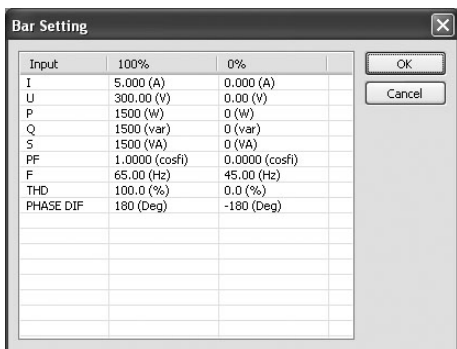 Bar Setting
Input 100% 0%
I 5.000 (A) 0.000 (A)
U 300.00 (V) 0.00 (V)
P 1500 (W) 0 (W)
Q 1500 (var) 0 (var)
S 1500 (VA) 0 (VA)
PF 1.0000 (cosfi) 0.0000 (cosfi)
F 65.00 (Hz) 45.00 (Hz)
THD 100.0 (%) 0.0 (%)
PHASE DIF 180 (Deg) -180 (Deg)
OK
Cancel